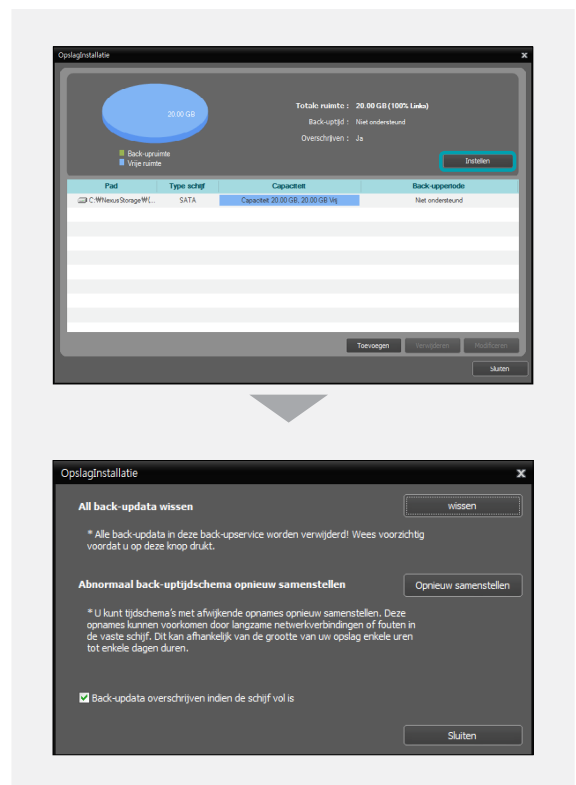 OpslagInstallatie x
20.00 GB
Totale ruimte : 20.00 GB (100% Links)
Back-uptijd : Niet ondersteund
Overschrijven : Ja
Back-upruimte
Vrije ruimte
Instellen
Pad Type schijf Capaciteit Back-upperiode
C:₩NexusStorage₩(... SATA Capaciteit 20.00 GB, 20.00 GB Vrij Niet ondersteund
Toevoegen Verwijderen Modificeren
Sluiten
OpslagInstallatie x
All back-updata wissen wissen
* Alle back-updata in deze back-upservice worden verwijderd! Wees voorzichtig
voordat u op deze knop drukt.
Abnormaal back-uptijdschema opnieuw samenstellen Opnieuw samenstellen
* U kunt tijdschema's met afwijkende opnames opnieuw samenstellen. Deze
opnames kunnen voorkomen door langzame netwerkverbindingen of fouten in
de vaste schijf. Dit kan afhankelijk van de grootte van uw opslag enkele uren
tot enkele dagen duren.
Back-updata overschrijven indien de schijf vol is
Sluiten